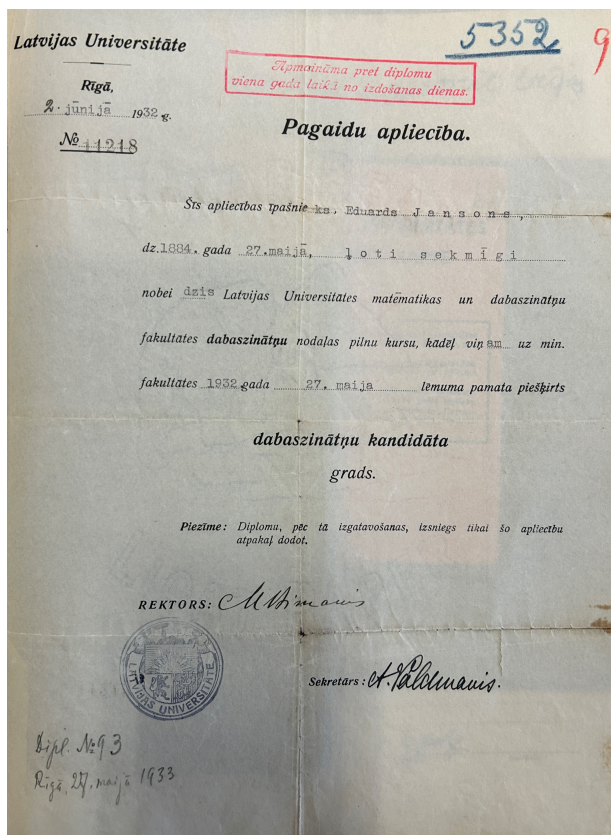 Latvijas Universitāte
5352
9
Rīgā,
2. jūnijā 1932.g.
№ 11218
Apmaināma pret diplomu
viena gada laikā no izdošanas dienas.
Pagaidu apliecība.
Šīs apliecības īpašnieks, Eduards Jansons,
dz.1884. gada 27.maijā, ļoti sekmīgi
nobeidzis Latvijas Universitātes matēmatikas un dabaszinātņu
fakultātes dabaszinātņu nodaļas pilnu kursu, kādēļ viņam uz min.
fakultātes 1932.gada 27. maija lēmuma pamata piešķirts
dabaszinātņu kandidāta
grads.
Piezīme: Diplomu, pēc tā izgatavošanas, izsniegs tikai šo apliecību
atpakaļ dodot.
REKTORS: MBīmanis
LATVIJAS UNIVERSITĀTE
Sekretārs: A. Valdmanis.
Dipl. №93
Rīgā, 27. maijā 1933